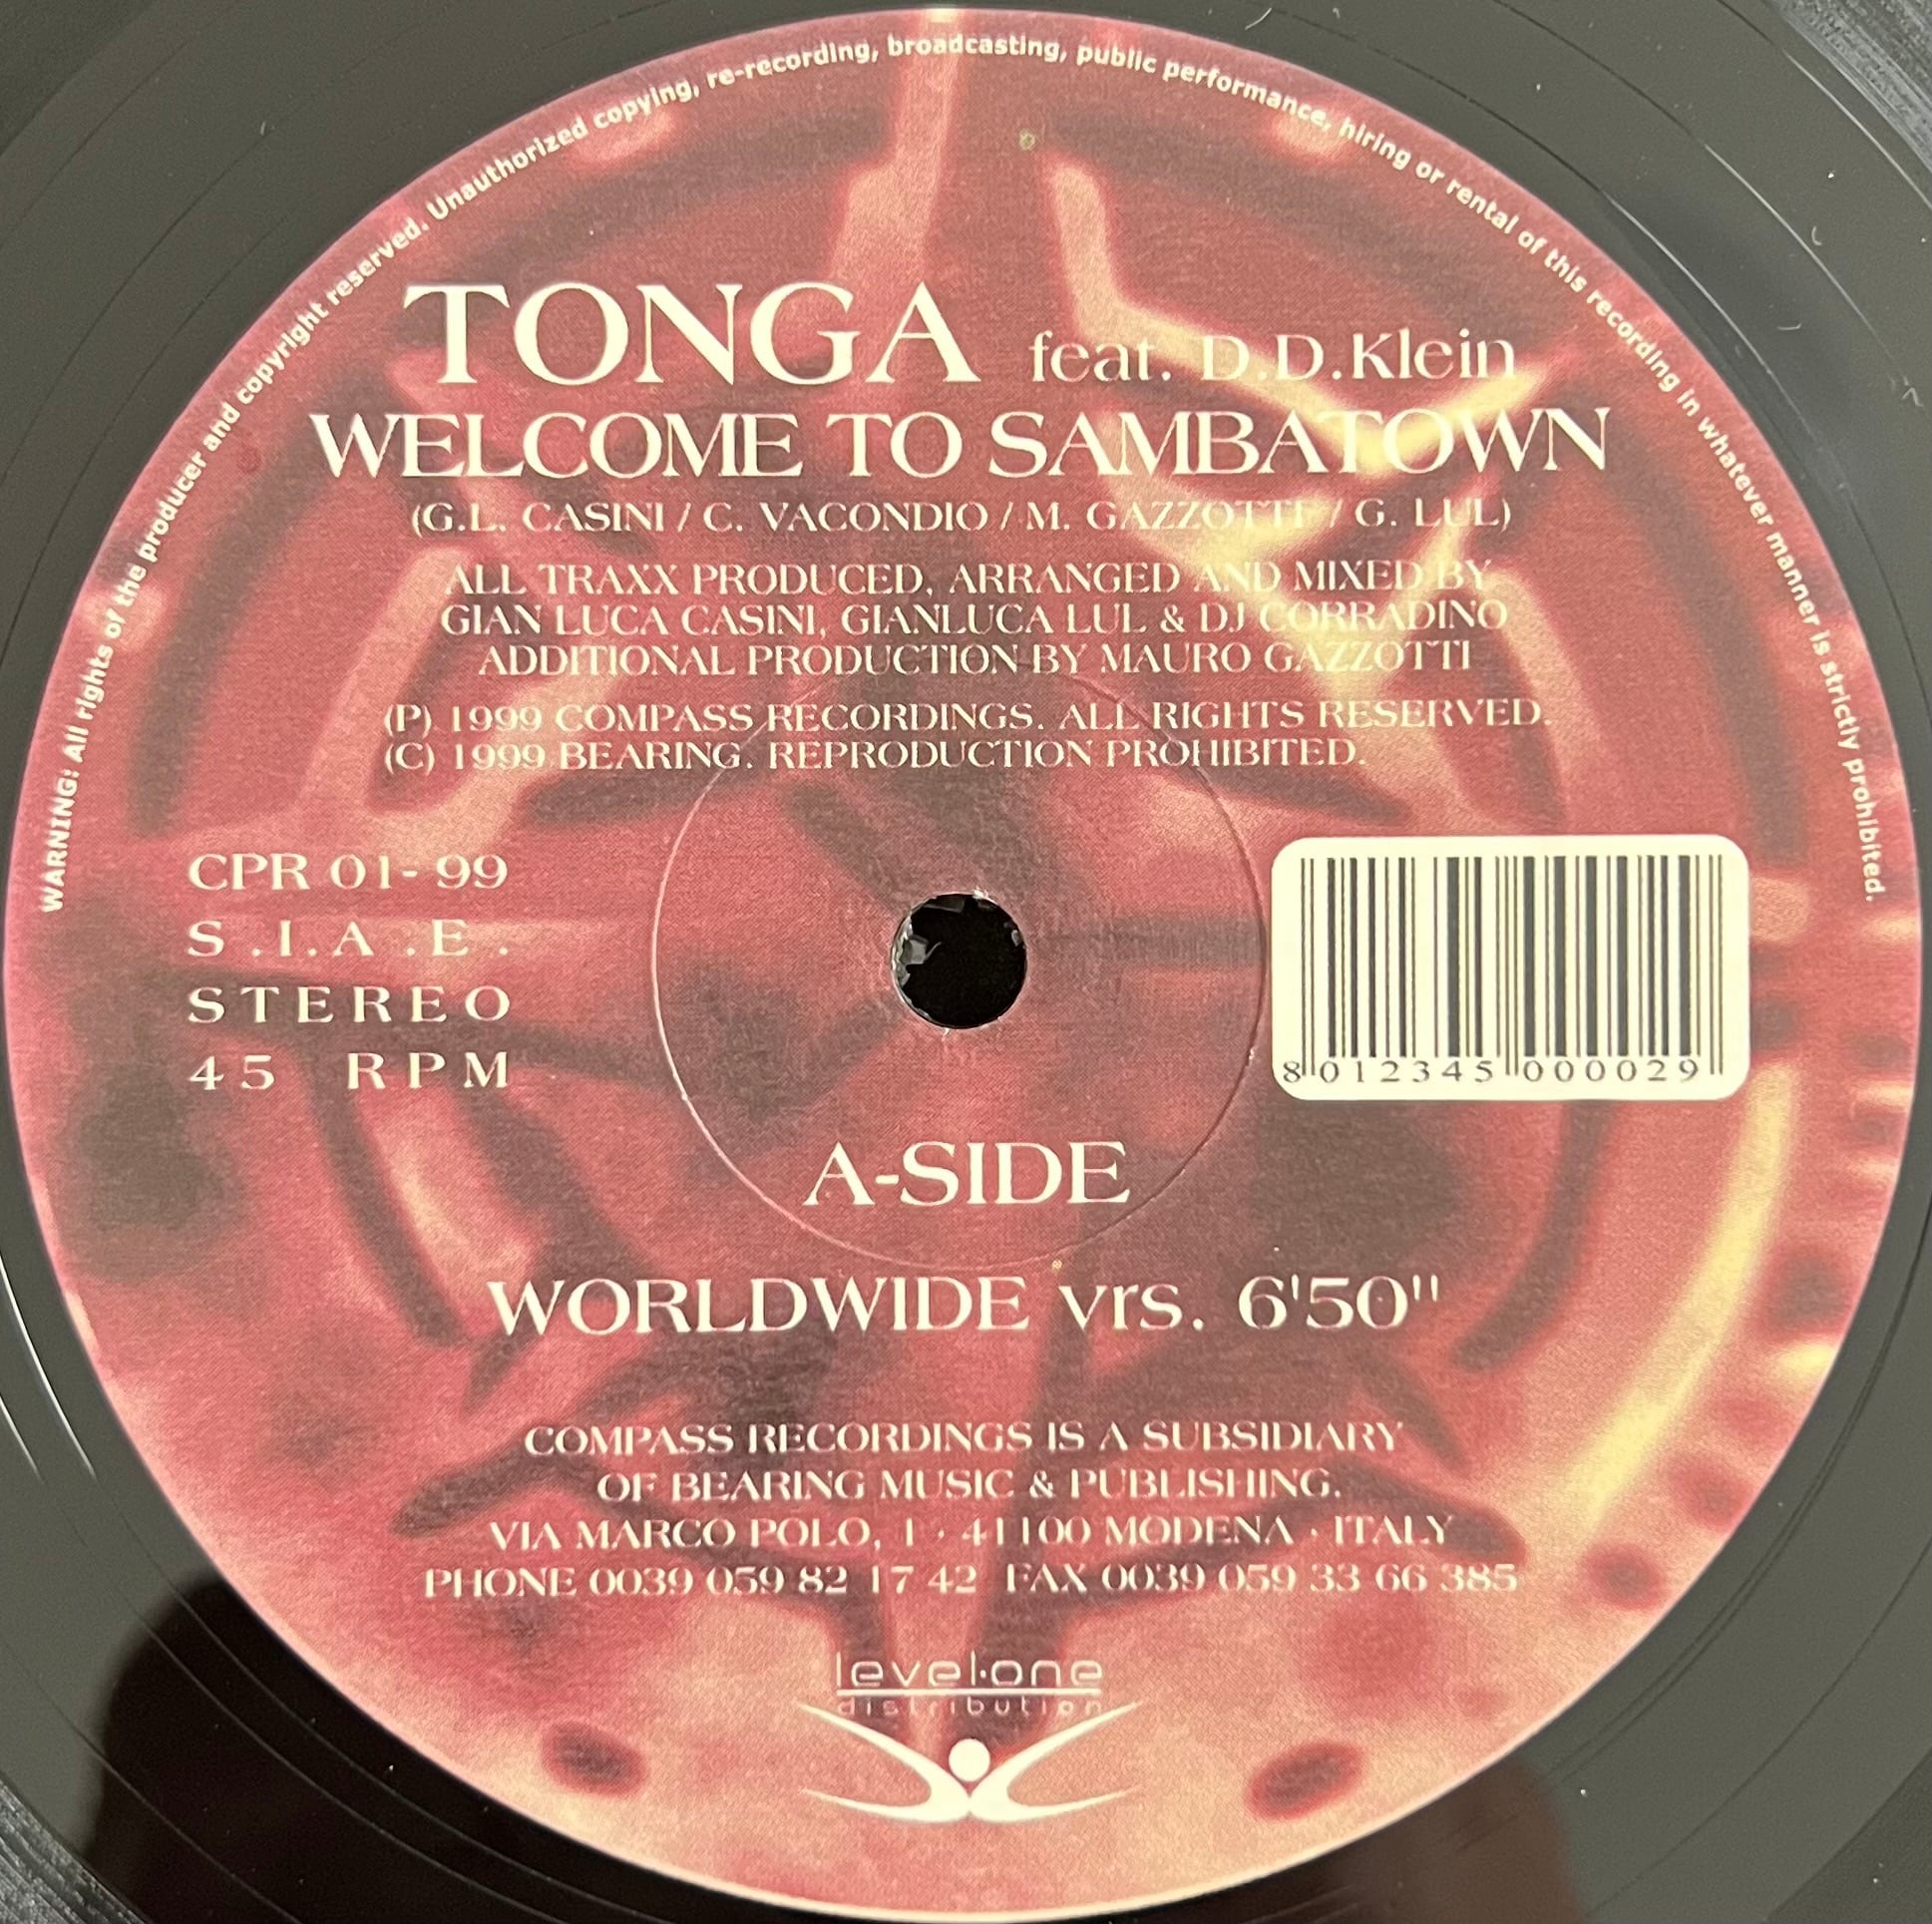 WARNING! All rights of the producer and copyright reserved. Unauthorized copying, re-recording, broadcasting, public performance, hiring or rental of this recording in whatever manner is strictly prohibited.
TONGA feat. D.D.Klein
WELCOME TO SAMBATOWN
(G.L. CASINI / C. VACONDIO / M. GAZZOTTI / G. LUL)
ALL TRAXX PRODUCED, ARRANGED AND MIXED BY
GIAN LUCA CASINI, GIANLUCA LUL & DJ CORRADINO
ADDITIONAL PRODUCTION BY MAURO GAZZOTTI
(P) 1999 COMPASS RECORDINGS. ALL RIGHTS RESERVED.
(C) 1999 BEARING. REPRODUCTION PROHIBITED.
CPR 01-99
S.I.A.E.
STEREO
45 RPM
8 012345 000029
A-SIDE
WORLDWIDE vrs. 6'50"
COMPASS RECORDINGS IS A SUBSIDIARY
OF BEARING MUSIC & PUBLISHING.
VIA MARCO POLO, 1 · 41100 MODENA · ITALY
PHONE 0039 059 82 17 42 FAX 0039 059 33 66 385
level·one
distribution